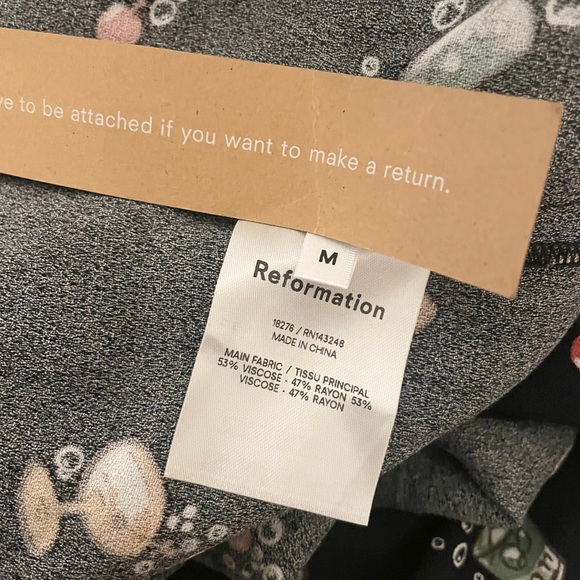 ve to be attached if you want to make a return.
M
Reformation
18276 / RN143248
MADE IN CHINA
MAIN FABRIC / TISSU PRINCIPAL
53% VISCOSE - 47% RAYON 53%
VISCOSE - 47% RAYON